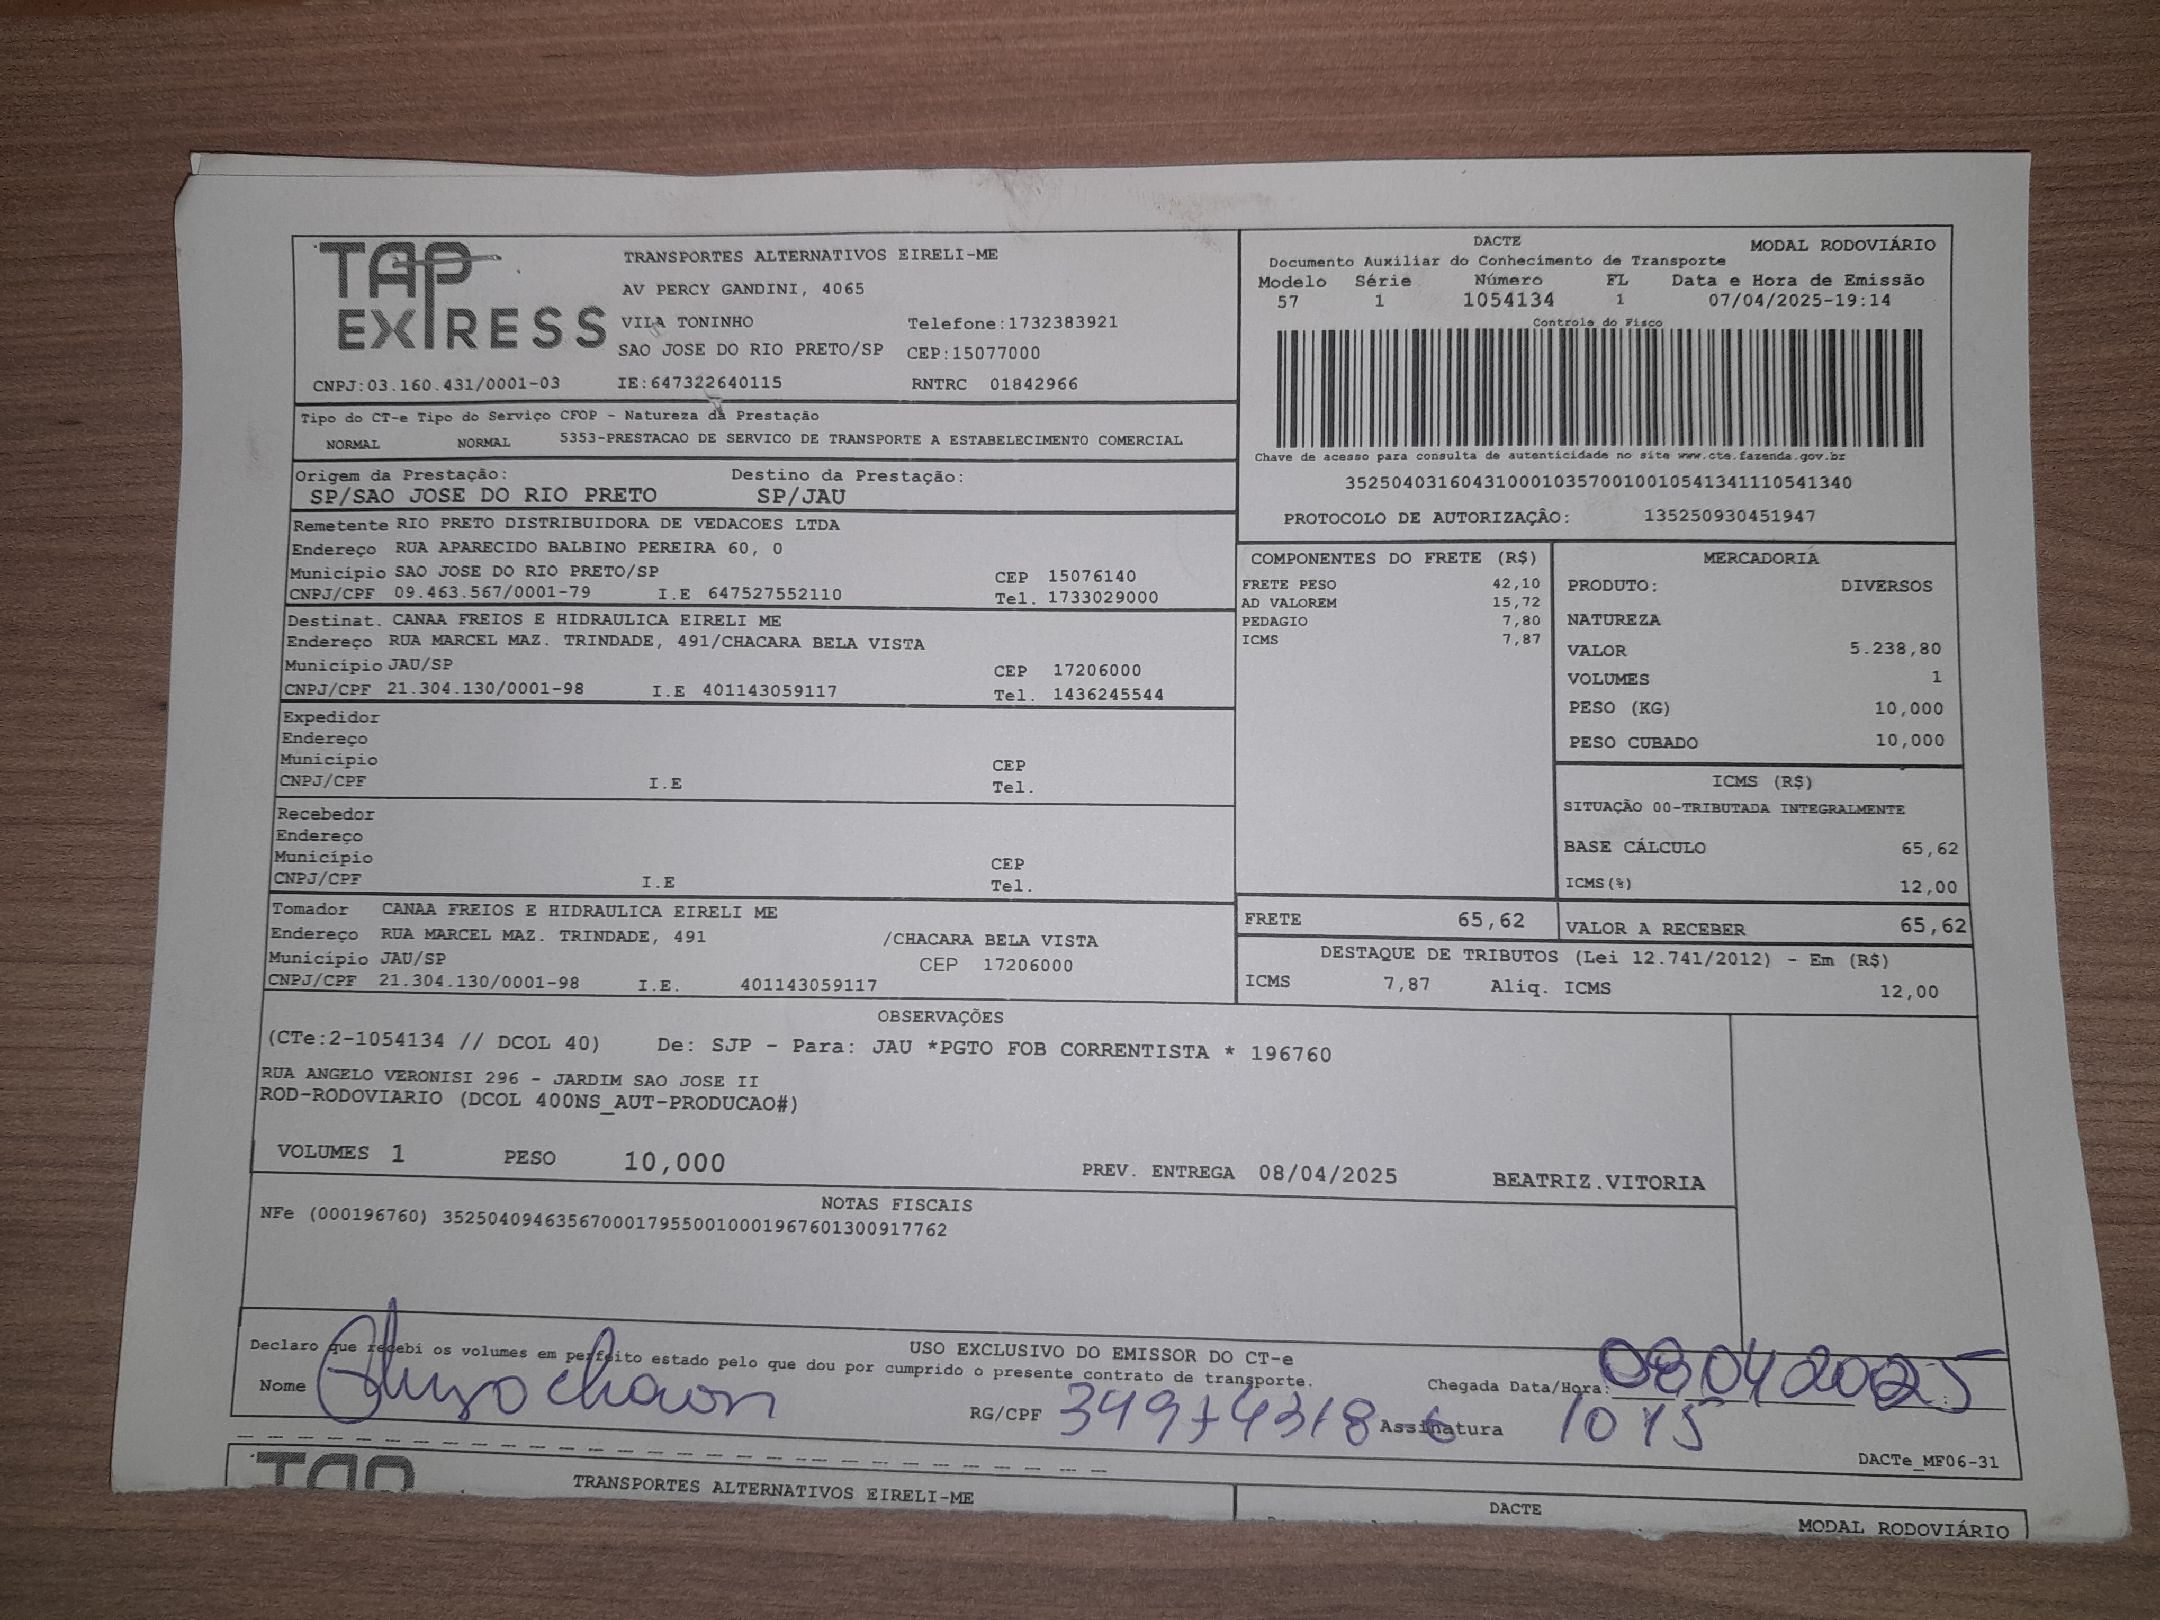 TAP EXPRESS
TRANSPORTES ALTERNATIVOS EIRELI-ME
AV PERCY GANDINI, 4065
VILA TONINHO Telefone:1732383921
SAO JOSE DO RIO PRETO/SP CEP:15077000
CNPJ:03.160.431/0001-03 IE:647322640115 RNTRC 01842966
DACTE MODAL RODOVIÁRIO
Documento Auxiliar do Conhecimento de Transporte
Modelo Série Número FL Data e Hora de Emissão
57 1 1054134 1 07/04/2025-19:14
Controle do Fisco
Chave de acesso para consulta de autenticidade no site www.cte.fazenda.gov.br
35250403160431000103570010010541341110541340
PROTOCOLO DE AUTORIZAÇÂO: 135250930451947
Tipo do CT-e Tipo do Serviço CFOP - Natureza da Prestação
NORMAL NORMAL 5353-PRESTACAO DE SERVICO DE TRANSPORTE A ESTABELECIMENTO COMERCIAL
Origem da Prestação: Destino da Prestação:
SP/SAO JOSE DO RIO PRETO SP/JAU
Remetente RIO PRETO DISTRIBUIDORA DE VEDACOES LTDA
Endereço RUA APARECIDO BALBINO PEREIRA 60, 0
Município SAO JOSE DO RIO PRETO/SP CEP 15076140
CNPJ/CPF 09.463.567/0001-79 I.E 647527552110 Tel. 1733029000
Destinat. CANAA FREIOS E HIDRAULICA EIRELI ME
Endereço RUA MARCEL MAZ. TRINDADE, 491/CHACARA BELA VISTA
Município JAU/SP CEP 17206000
CNPJ/CPF 21.304.130/0001-98 I.E 401143059117 Tel. 1436245544
Expedidor
Endereço
Município CEP
CNPJ/CPF I.E Tel.
Recebedor
Endereço
Município CEP
CNPJ/CPF I.E Tel.
Tomador CANAA FREIOS E HIDRAULICA EIRELI ME
Endereço RUA MARCEL MAZ. TRINDADE, 491 /CHACARA BELA VISTA
Município JAU/SP CEP 17206000
CNPJ/CPF 21.304.130/0001-98 I.E. 401143059117
COMPONENTES DO FRETE (R$)
FRETE PESO 42,10
AD VALOREM 15,72
PEDAGIO 7,80
ICMS 7,87
MERCADORIA
PRODUTO: DIVERSOS
NATUREZA
VALOR 5.238,80
VOLUMES 1
PESO (KG) 10,000
PESO CUBADO 10,000
ICMS (R$)
SITUAÇÃO 00-TRIBUTADA INTEGRALMENTE
BASE CÁLCULO 65,62
ICMS(%) 12,00
FRETE 65,62 VALOR A RECEBER 65,62
DESTAQUE DE TRIBUTOS (Lei 12.741/2012) - Em (R$)
ICMS 7,87 Aliq. ICMS 12,00
OBSERVAÇÕES
(CTe:2-1054134 // DCOL 40) De: SJP - Para: JAU *PGTO FOB CORRENTISTA * 196760
RUA ANGELO VERONISI 296 - JARDIM SAO JOSE II
ROD-RODOVIARIO (DCOL 400NS_AUT-PRODUCAO#)
VOLUMES 1 PESO 10,000 PREV. ENTREGA 08/04/2025 BEATRIZ.VITORIA
NOTAS FISCAIS
NFe (000196760) 35250409463567000179550010001967601300917762
USO EXCLUSIVO DO EMISSOR DO CT-e
Declaro que recebi os volumes em perfeito estado pelo que dou por cumprido o presente contrato de transporte.
Chegada Data/Hora: 08 04 2025
Nome RG/CPF Assinatura 10 15
DACTe_MF06-31
TAP
TRANSPORTES ALTERNATIVOS EIRELI-ME
DACTE
MODAL RODOVIÁRIO